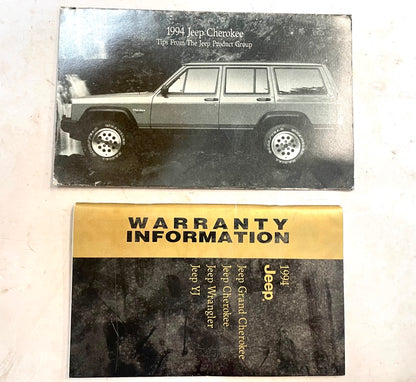 1994 Jeep Cherokee
Tips From The Jeep Product Group
WARRANTY
INFORMATION
1994
Jeep
Jeep Grand Cherokee
Jeep Cherokee
Jeep Wrangler
Jeep YJ